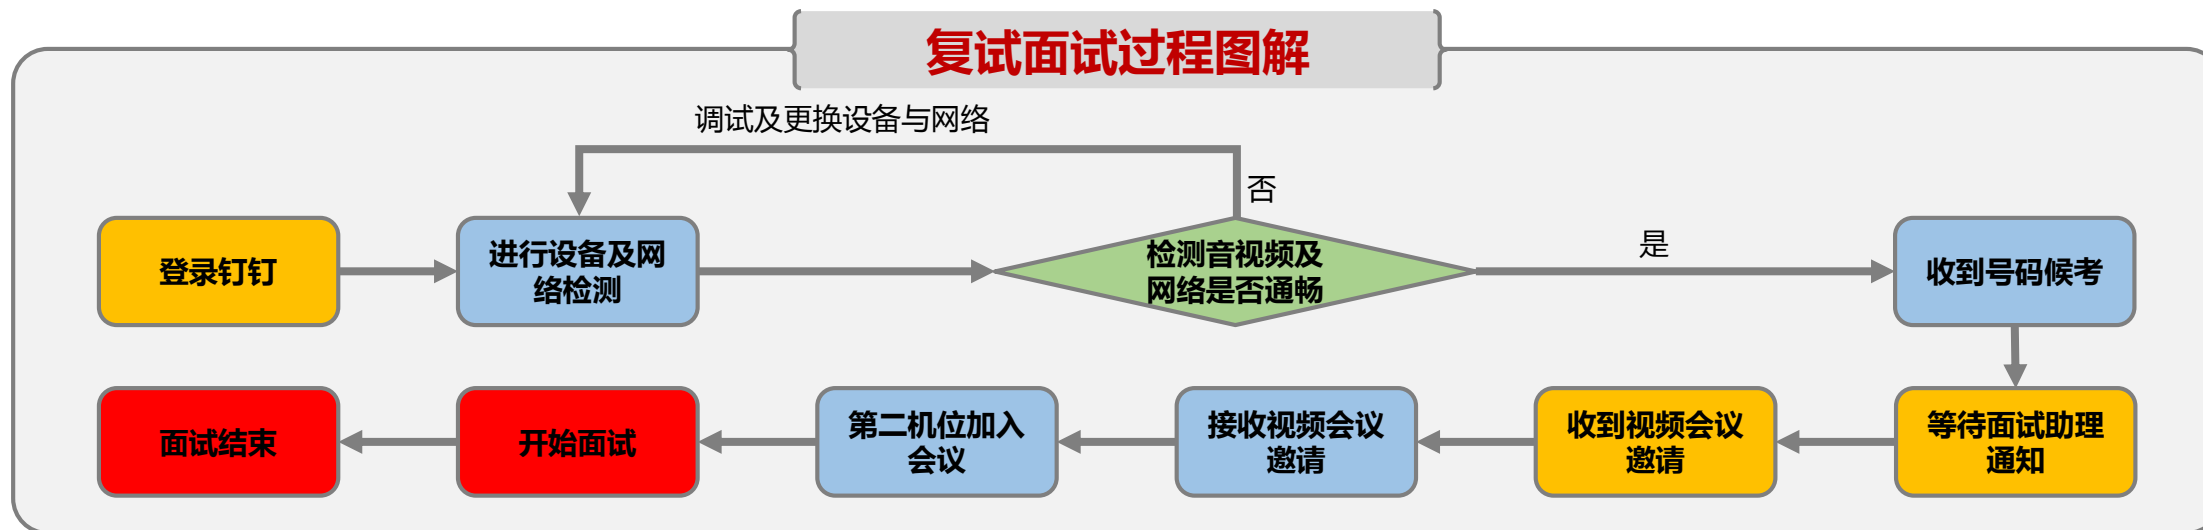 复试面试过程图解
调试及更换设备与网络
否
登录钉钉
进行设备及网
络检测
检测音视频及
网络是否通畅
是
收到号码候考
等待面试助理
通知
收到视频会议
邀请
接收视频会议
邀请
第二机位加入
会议
开始面试
面试结束